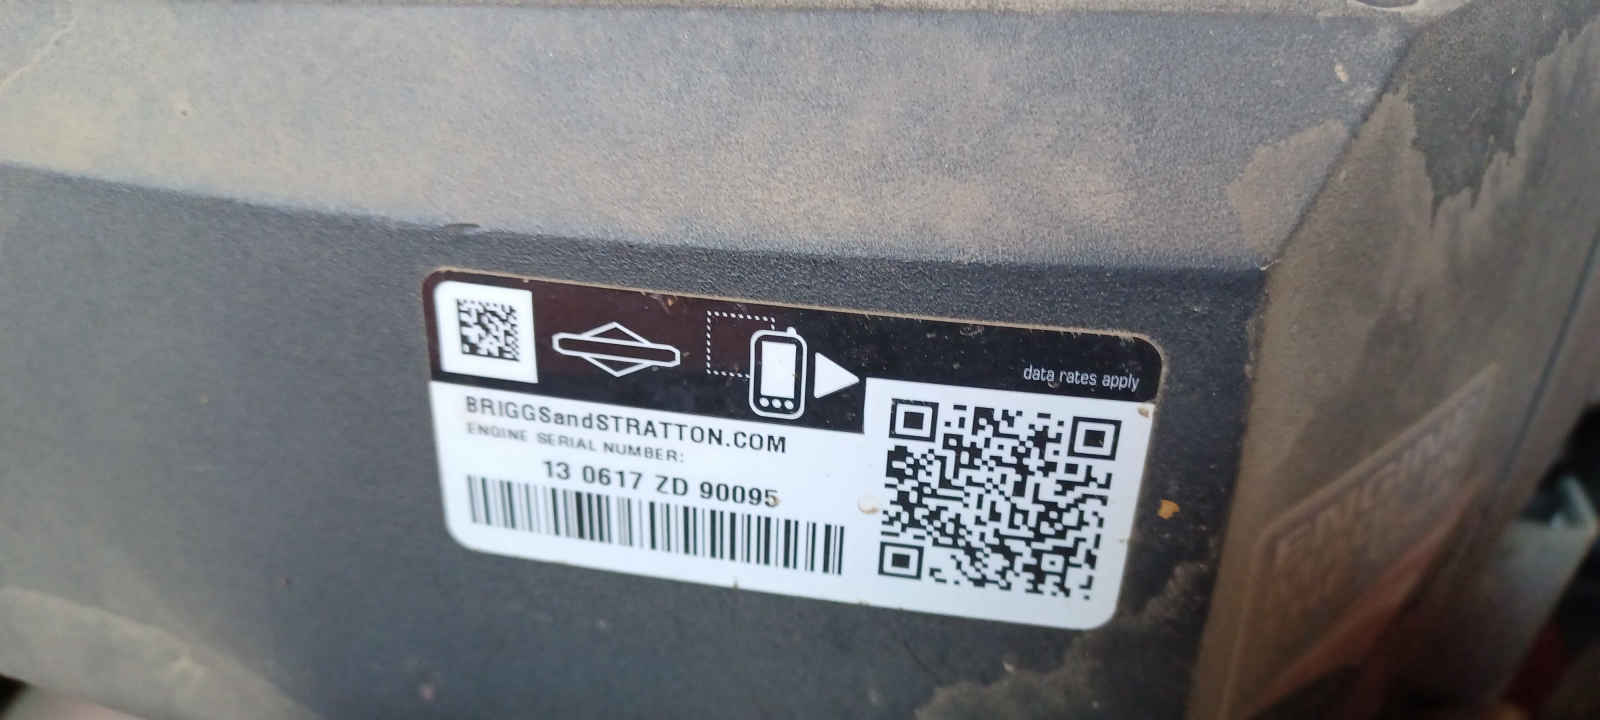 data rates apply
BRIGGSandSTRATTON.COM
ENGINE SERIAL NUMBER:
13 0617 ZD 90095